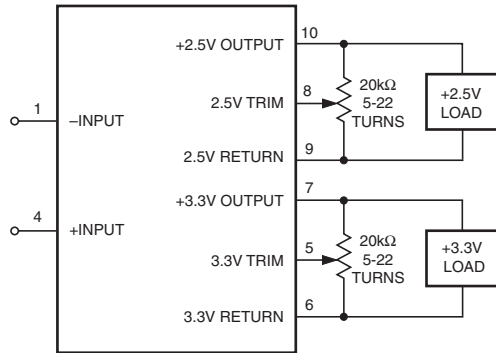 1
–INPUT
4
+INPUT
+2.5V OUTPUT
10
2.5V TRIM
8
2.5V RETURN
9
20kΩ
5-22
TURNS
+2.5V
LOAD
+3.3V OUTPUT
7
3.3V TRIM
5
3.3V RETURN
6
20kΩ
5-22
TURNS
+3.3V
LOAD